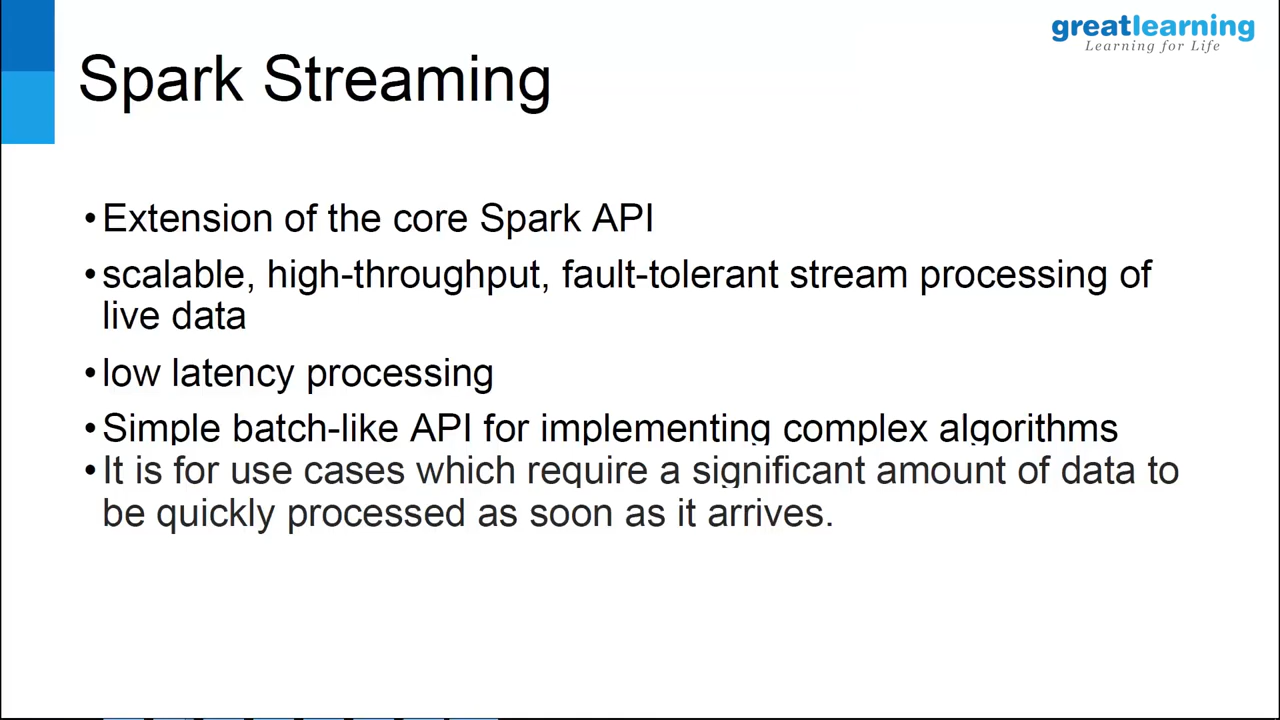 greatlearning
Learning for Life
Spark Streaming
•Extension of the core Spark API
•scalable, high-throughput, fault-tolerant stream processing of
live data
•low latency processing
•Simple batch-like API for implementing complex algorithms
•It is for use cases which require a significant amount of data to
be quickly processed as soon as it arrives.